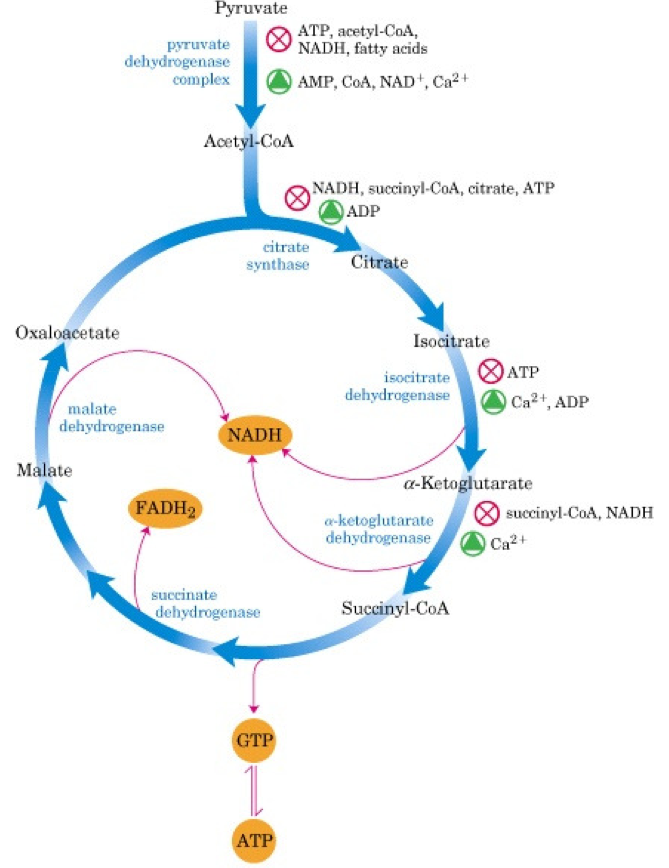 Pyruvate
ATP, acetyl-CoA,
NADH, fatty acids
pyruvate
dehydrogenase
complex
AMP, CoA, NAD⁺, Ca²⁺
Acetyl-CoA
NADH, succinyl-CoA, citrate, ATP
ADP
citrate
synthase
Citrate
Oxaloacetate
Isocitrate
isocitrate
dehydrogenase
ATP
Ca²⁺, ADP
malate
dehydrogenase
NADH
Malate
α-Ketoglutarate
FADH₂
α-ketoglutarate
dehydrogenase
succinyl-CoA, NADH
Ca²⁺
succinate
dehydrogenase
Succinyl-CoA
GTP
ATP